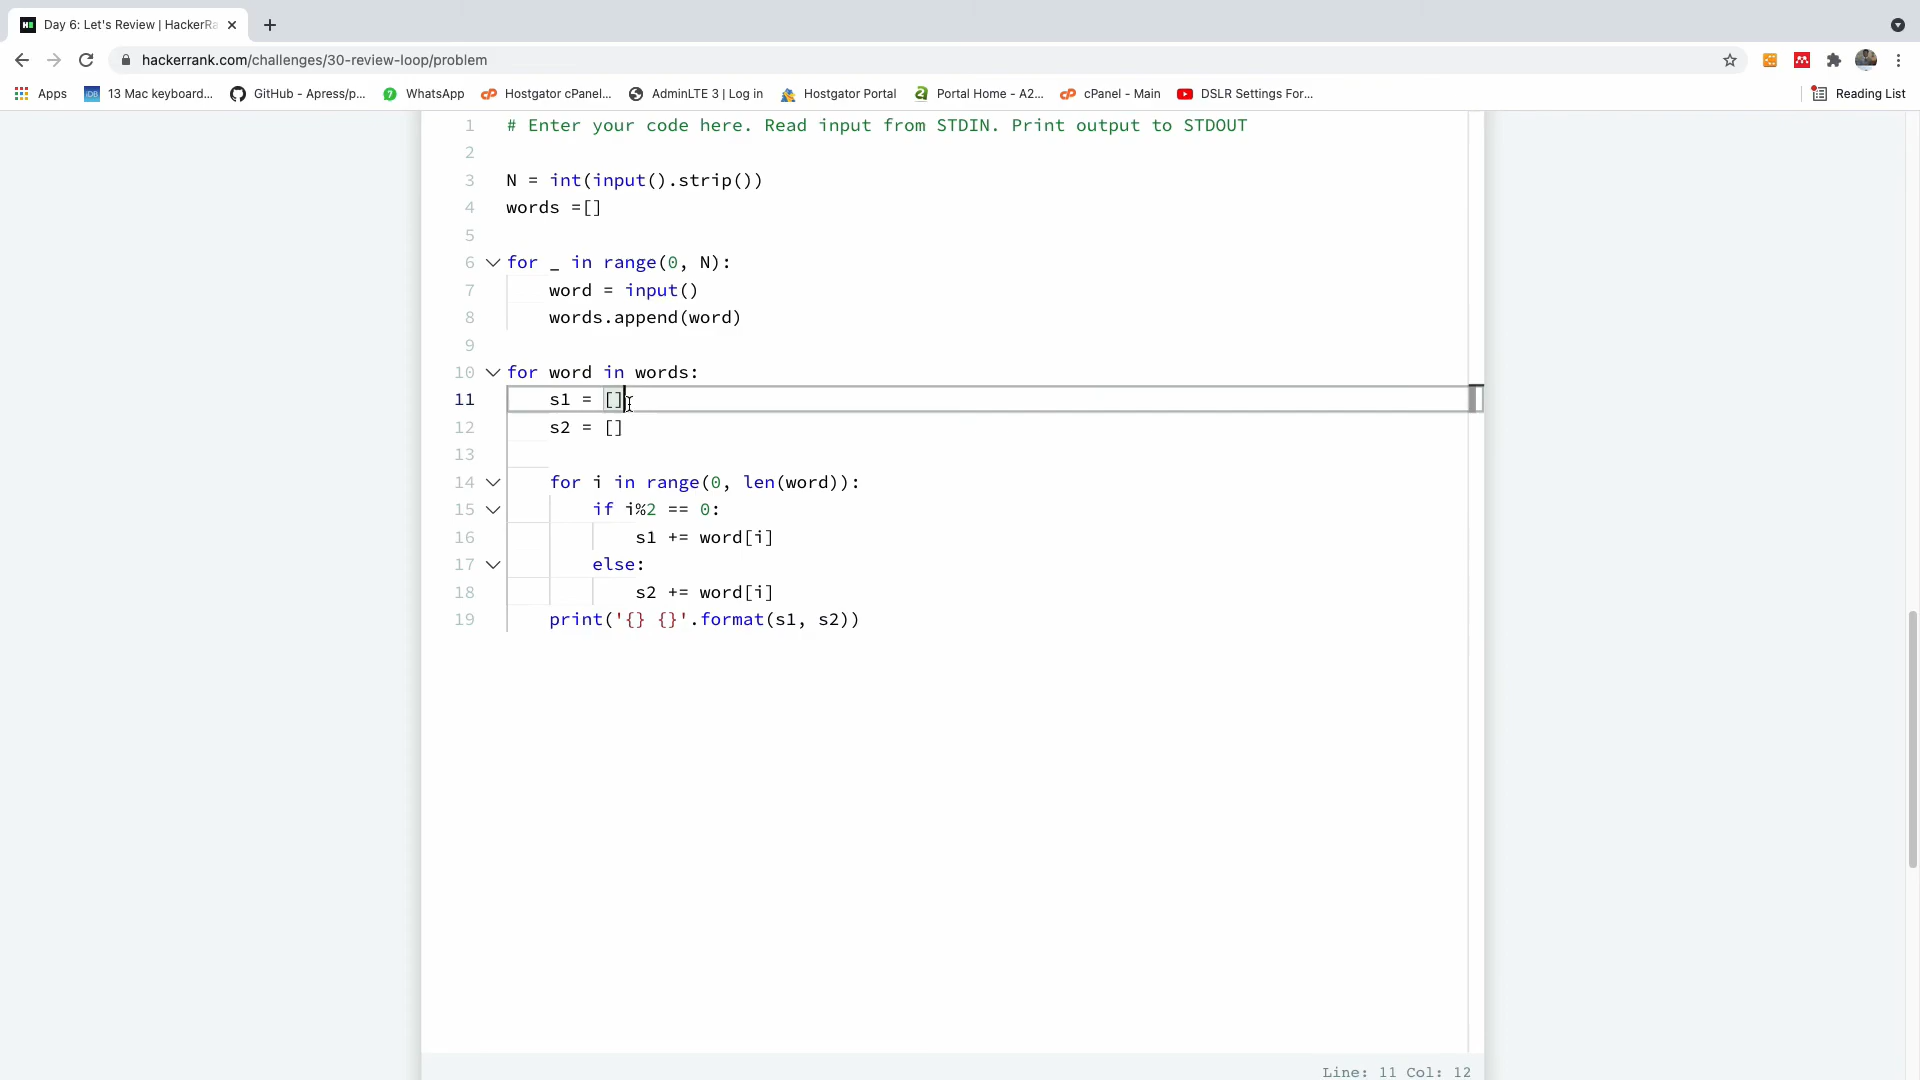 Day 6: Let's Review | HackerRa
hackerrank.com/challenges/30-review-loop/problem
Apps 13 Mac keyboard... GitHub - Apress/p... WhatsApp Hostgator cPanel... AdminLTE 3 | Log in Hostgator Portal Portal Home - A2... cPanel - Main DSLR Settings For... Reading List
1 # Enter your code here. Read input from STDIN. Print output to STDOUT
2
3 N = int(input().strip())
4 words =[]
5
6 for _ in range(0, N):
7 word = input()
8 words.append(word)
9
10 for word in words:
11 s1 = []
12 s2 = []
13
14 for i in range(0, len(word)):
15 if i%2 == 0:
16 s1 += word[i]
17 else:
18 s2 += word[i]
19 print('{} {}'.format(s1, s2))
Line: 11 Col: 12